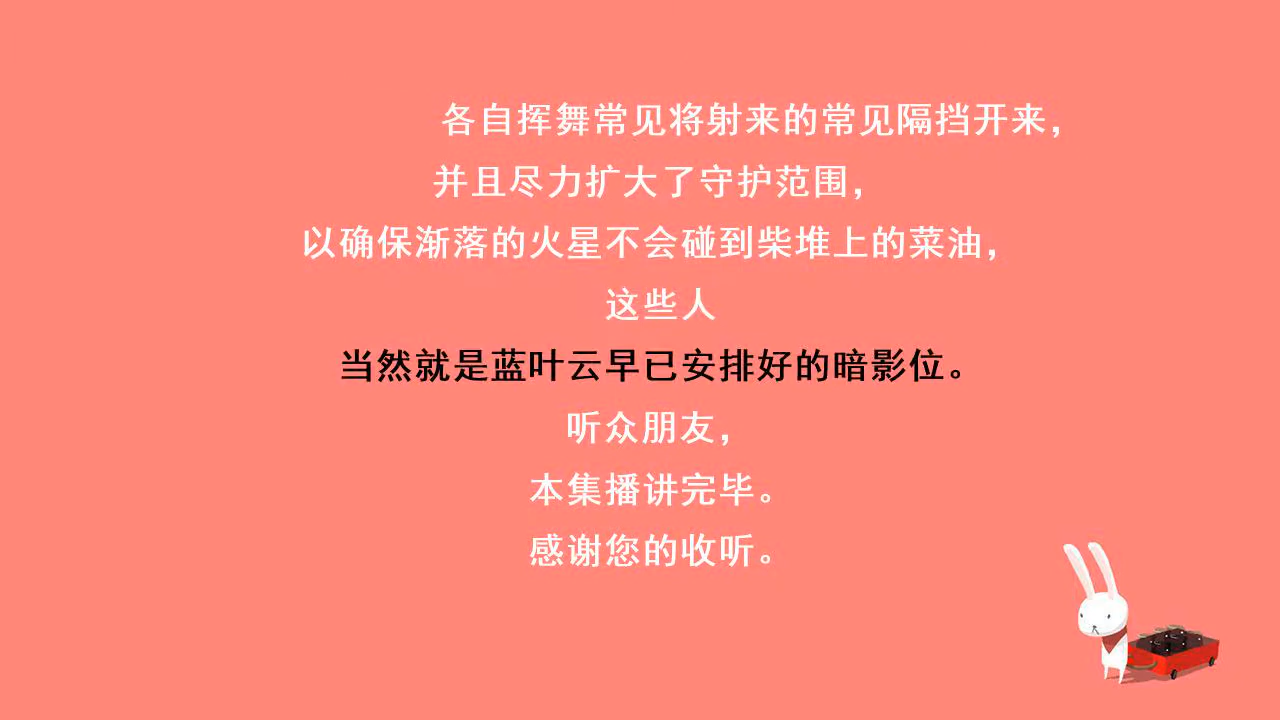 各自挥舞常见将射来的常见隔挡开来，
并且尽力扩大了守护范围，
以确保渐落的火星不会碰到柴堆上的菜油，
这些人
当然就是蓝叶云早已安排好的暗影位。
听众朋友，
本集播讲完毕。
感谢您的收听。